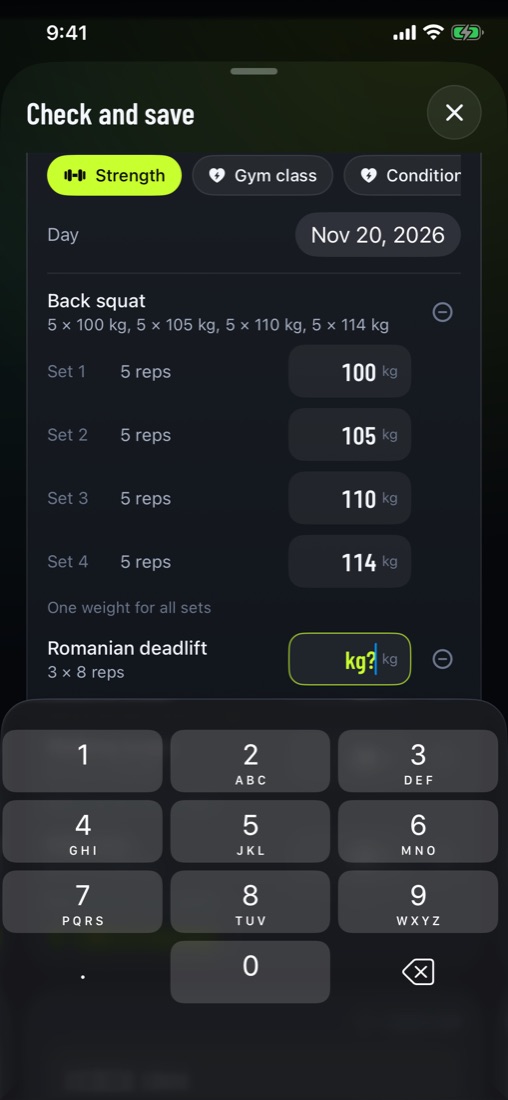 9:41
Check and save
Strength
Gym class
Condition
Day
Nov 20, 2026
Back squat
5 × 100 kg, 5 × 105 kg, 5 × 110 kg, 5 × 114 kg
Set 1 5 reps 100 kg
Set 2 5 reps 105 kg
Set 3 5 reps 110 kg
Set 4 5 reps 114 kg
One weight for all sets
Romanian deadlift
3 × 8 reps
kg? kg
1
2 ABC
3 DEF
4 GHI
5 JKL
6 MNO
7 PQRS
8 TUV
9 WXYZ
.
0